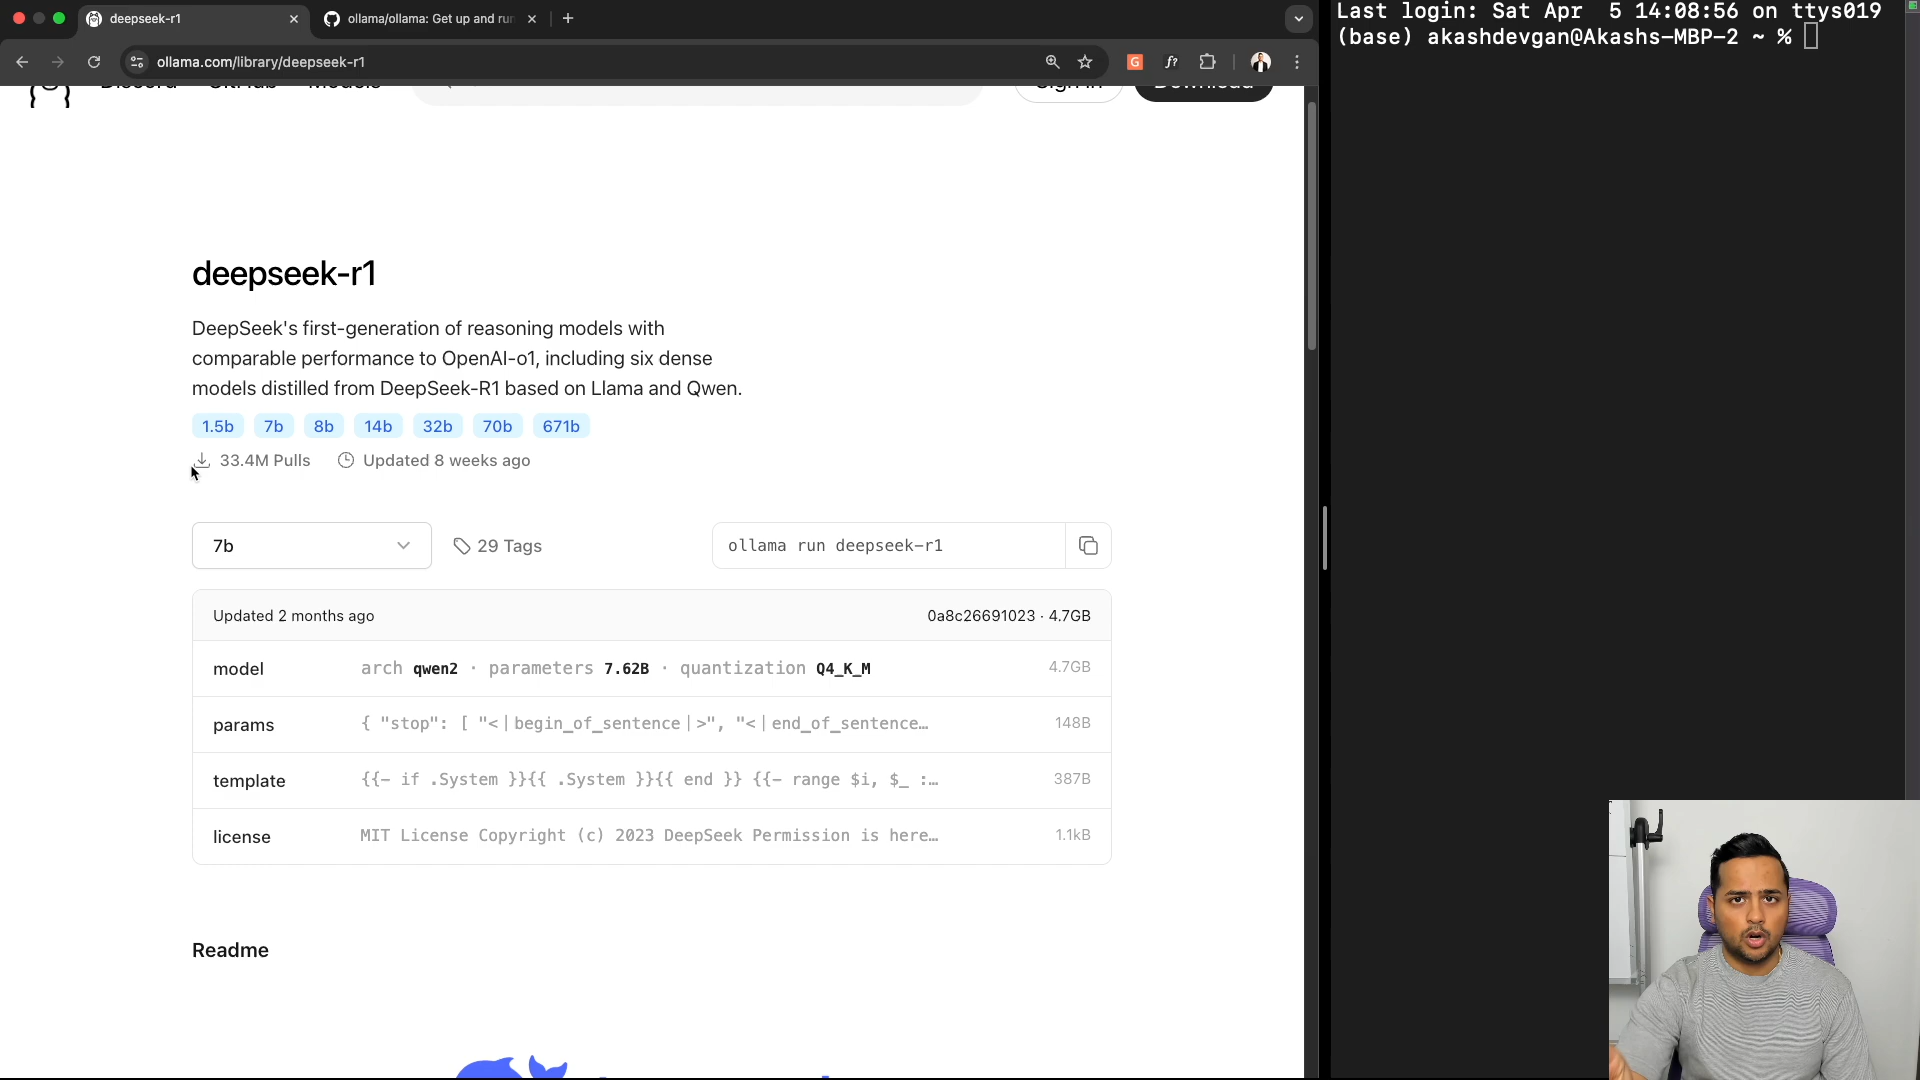 deepseek-r1
ollama/ollama: Get up and run
ollama.com/library/deepseek-r1
Discord GitHub Models Sign in Download
deepseek-r1
DeepSeek's first-generation of reasoning models with
comparable performance to OpenAI-o1, including six dense
models distilled from DeepSeek-R1 based on Llama and Qwen.
1.5b 7b 8b 14b 32b 70b 671b
33.4M Pulls Updated 8 weeks ago
7b 29 Tags ollama run deepseek-r1
Updated 2 months ago 0a8c26691023 · 4.7GB
model arch qwen2 · parameters 7.62B · quantization Q4_K_M 4.7GB
params { "stop": [ "<|begin_of_sentence|>", "<|end_of_sentence… 148B
template {{- if .System }}{{ .System }}{{ end }} {{- range $i, $_ :… 387B
license MIT License Copyright (c) 2023 DeepSeek Permission is here… 1.1kB
Readme
Last login: Sat Apr  5 14:08:56 on ttys019
(base) akashdevgan@Akashs-MBP-2 ~ %